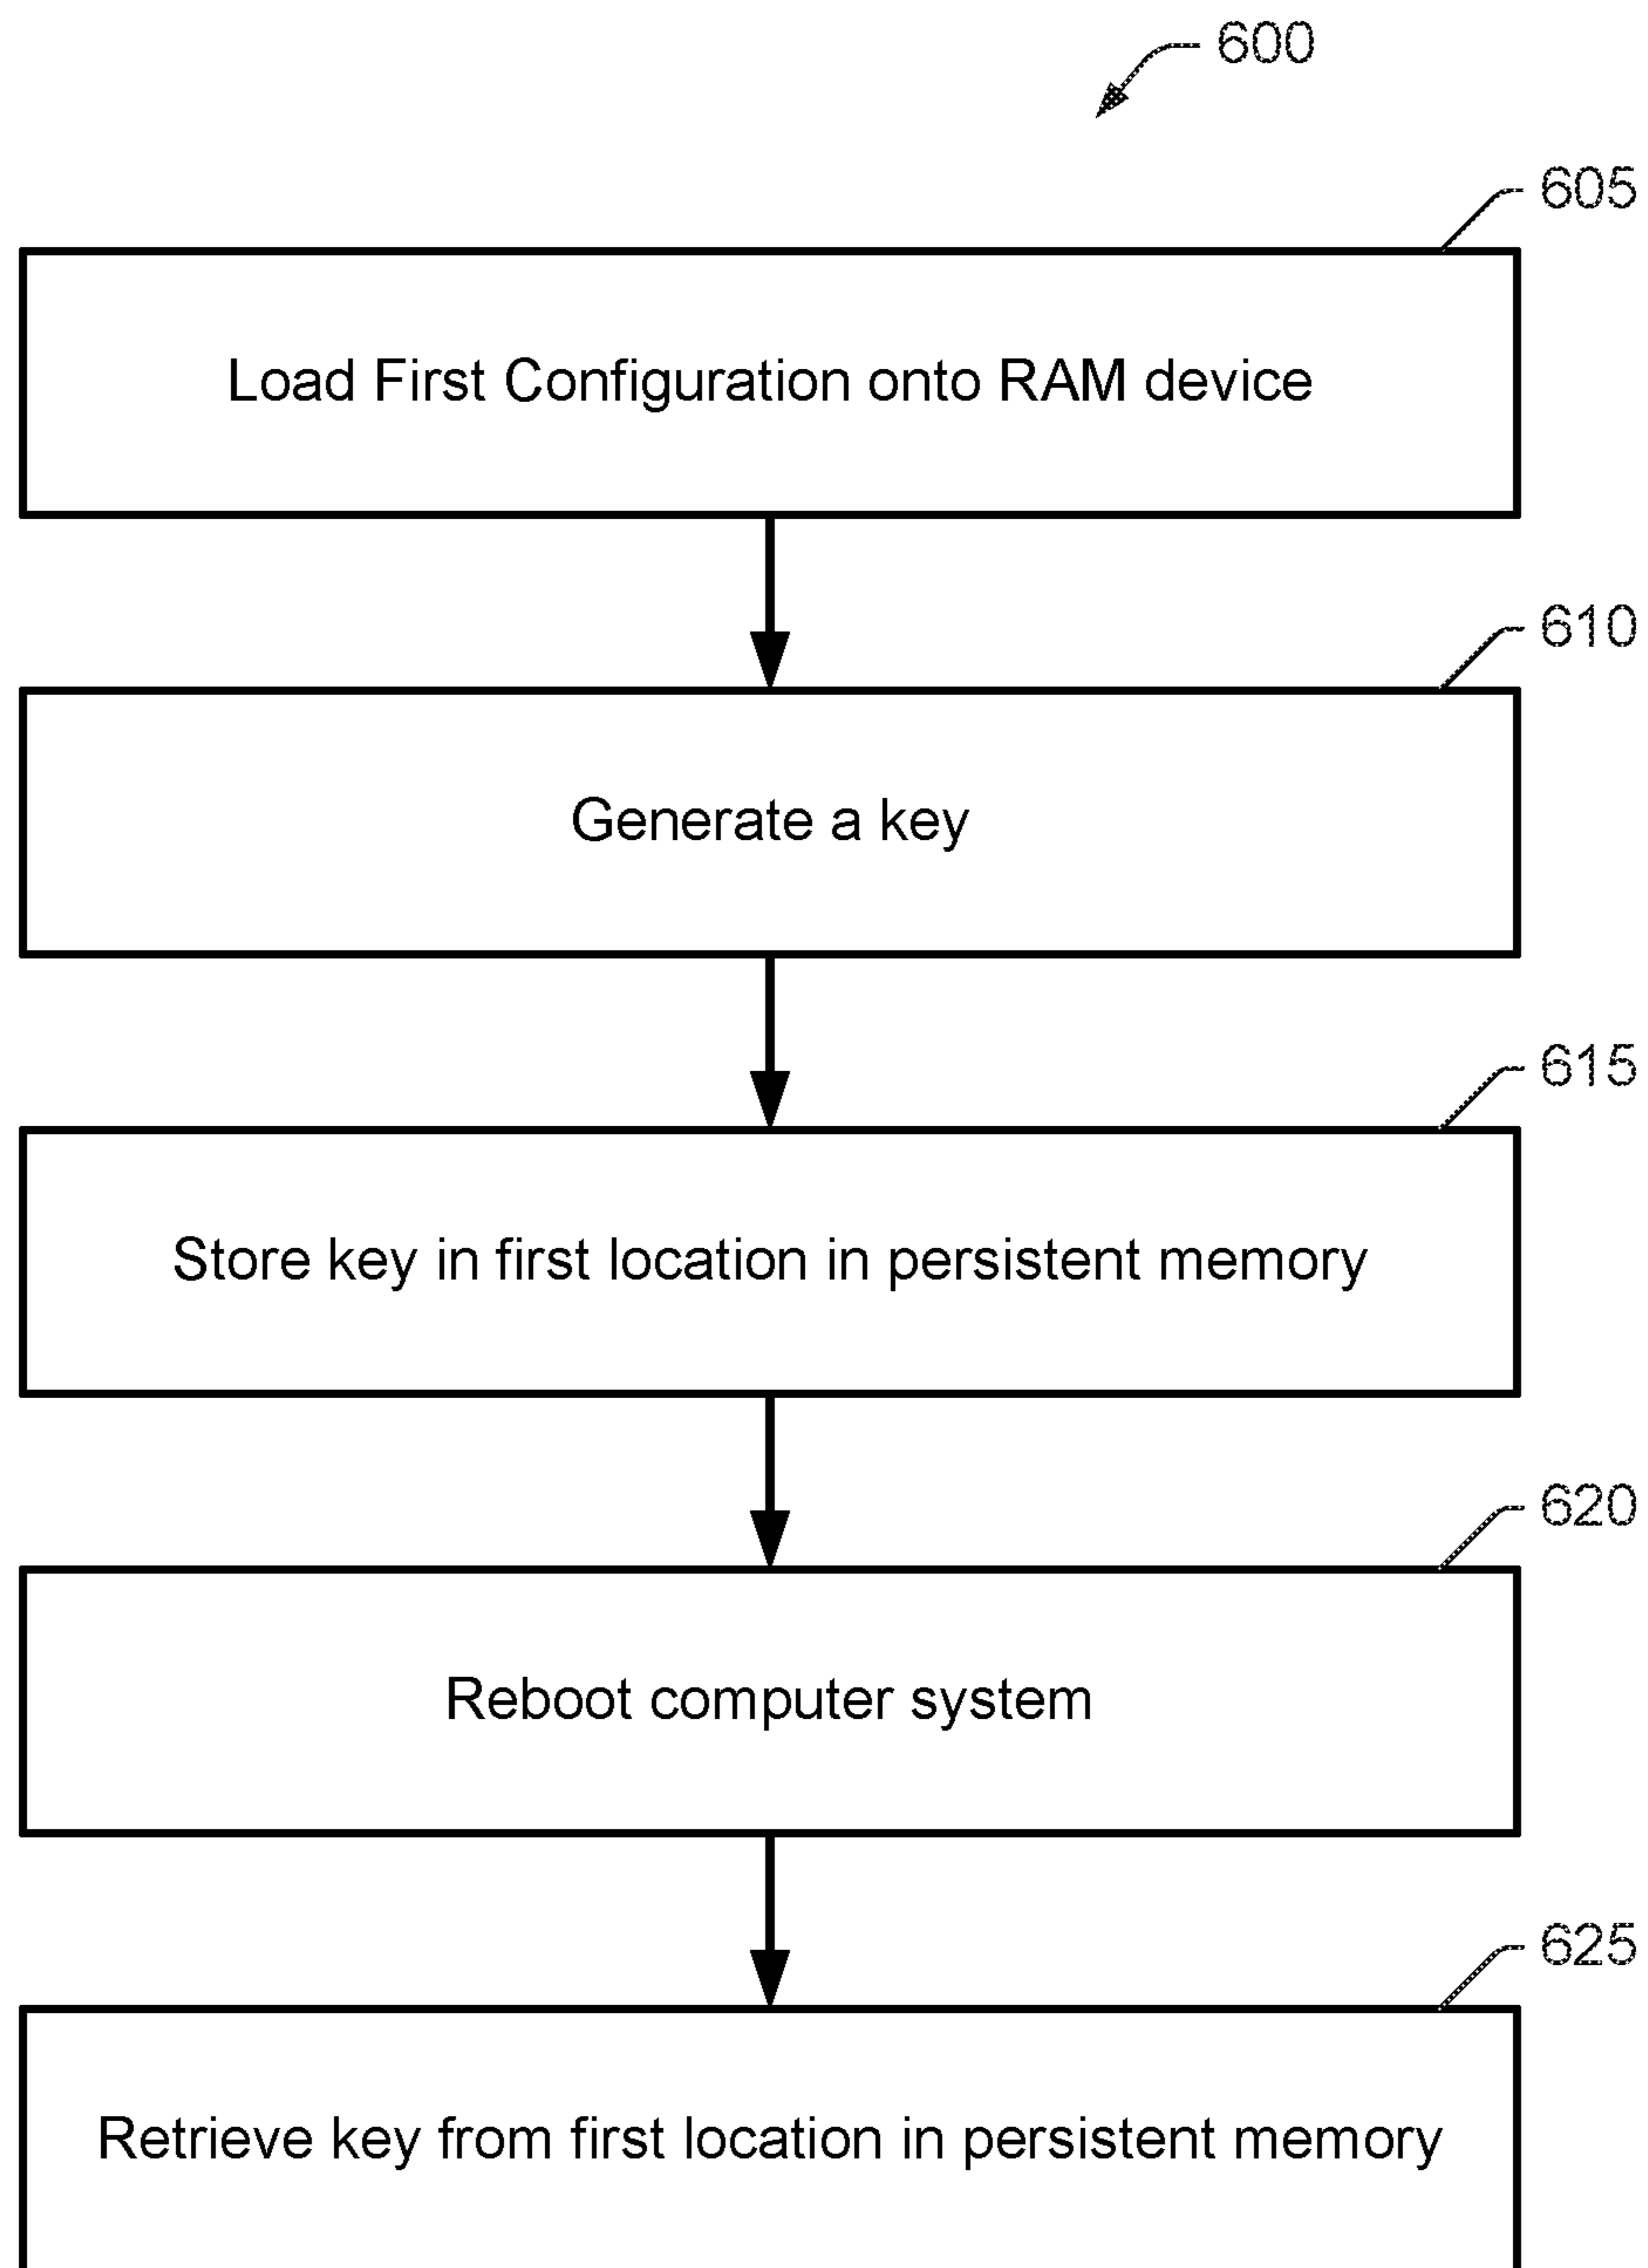 600
605
Load First Configuration onto RAM device
610
Generate a key
615
Store key in first location in persistent memory
620
Reboot computer system
625
Retrieve key from first location in persistent memory